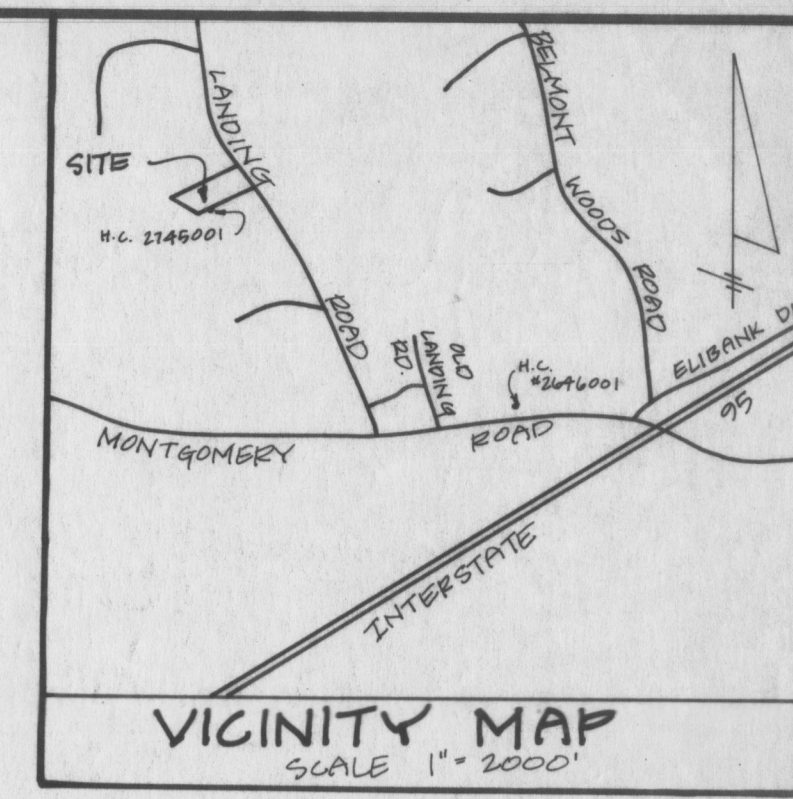 LANDING
BELMONT
SITE
WOODS
H.C. 2745001
ROAD
ROAD
OLD
LANDING
RD.
H.C.
#2646001
ELIBANK
95
MONTGOMERY
ROAD
INTERSTATE
VICINITY MAP
SCALE 1" = 2000'